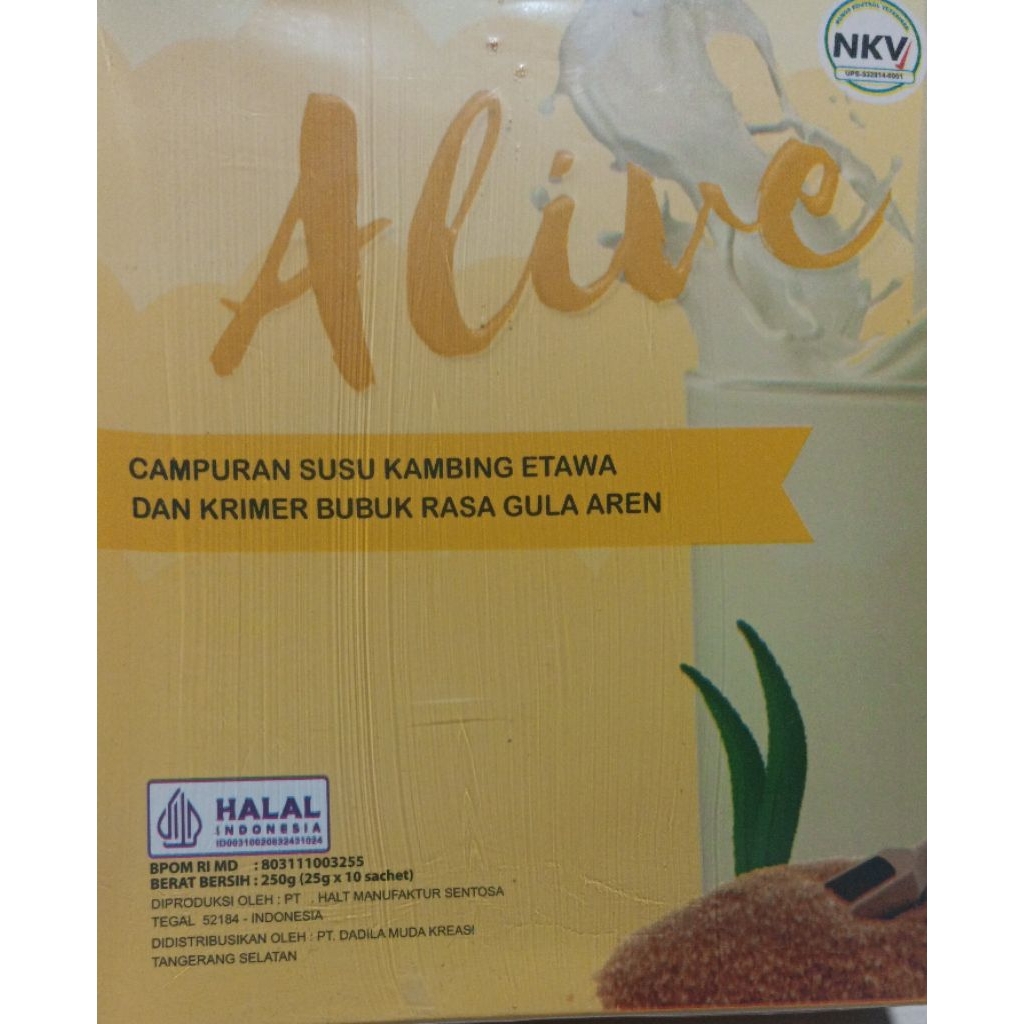 NKV
Alive
CAMPURAN SUSU KAMBING ETAWA
DAN KRIMER BUBUK RASA GULA AREN
HALAL
INDONESIA
BPOM RI MD : 803111003255
BERAT BERSIH : 250g (25g x 10 sachet)
DIPRODUKSI OLEH : PT . HALT MANUFAKTUR SENTOSA
TEGAL 52184 - INDONESIA
DIDISTRIBUSIKAN OLEH : PT. DADILA MUDA KREASI
TANGERANG SELATAN